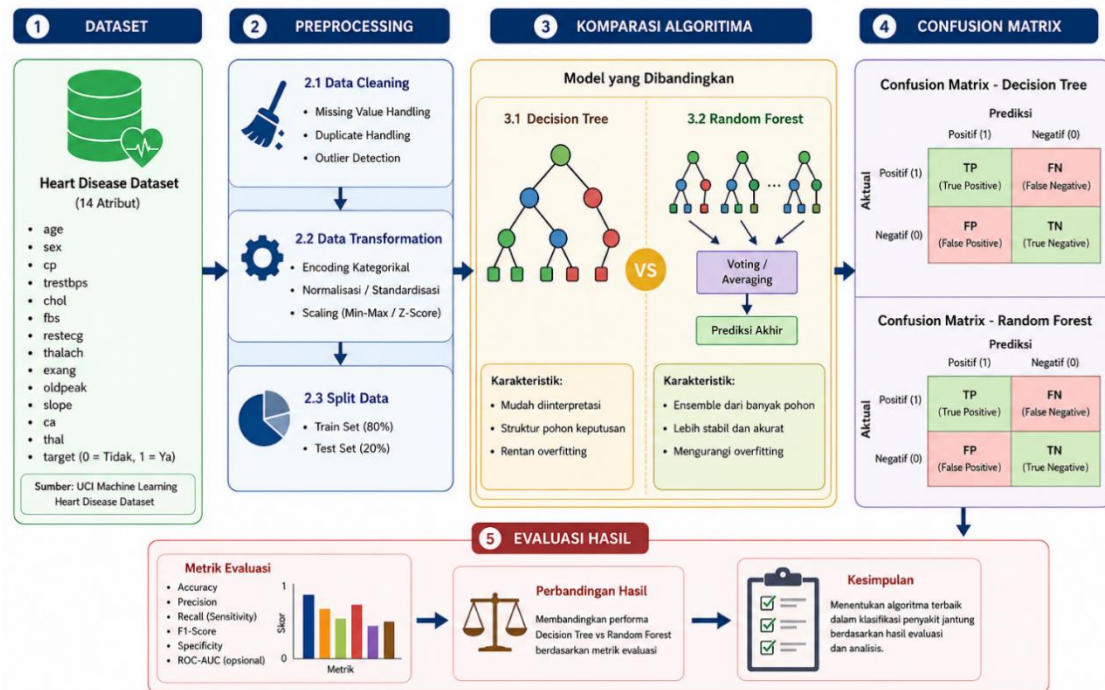 1 DATASET
Heart Disease Dataset
(14 Atribut)
• age
• sex
• cp
• trestbps
• chol
• fbs
• restecg
• thalach
• exang
• oldpeak
• slope
• ca
• thal
• target (0 = Tidak, 1 = Ya)
Sumber: UCI Machine Learning
Heart Disease Dataset
2 PREPROCESSING
2.1 Data Cleaning
• Missing Value Handling
• Duplicate Handling
• Outlier Detection
2.2 Data Transformation
• Encoding Kategorikal
• Normalisasi / Standardisasi
• Scaling (Min-Max / Z-Score)
2.3 Split Data
• Train Set (80%)
• Test Set (20%)
3 KOMPARASI ALGORITIMA
Model yang Dibandingkan
3.1 Decision Tree
Karakteristik:
• Mudah diinterpretasi
• Struktur pohon keputusan
• Rentan overfitting
VS
3.2 Random Forest
...
Voting /
Averaging
Prediksi Akhir
Karakteristik:
• Ensemble dari banyak pohon
• Lebih stabil dan akurat
• Mengurangi overfitting
4 CONFUSION MATRIX
Confusion Matrix - Decision Tree
Prediksi
Positif (1) Negatif (0)
Aktual
Positif (1) TP FN
(True Positive) (False Negative)
Negatif (0) FP TN
(False Positive) (True Negative)
Confusion Matrix - Random Forest
Prediksi
Positif (1) Negatif (0)
Aktual
Positif (1) TP FN
(True Positive) (False Negative)
Negatif (0) FP TN
(False Positive) (True Negative)
5 EVALUASI HASIL
Metrik Evaluasi
• Accuracy
• Precision
• Recall (Sensitivity)
• F1-Score
• Specificity
• ROC-AUC (opsional)
1
Skor
0
Metrik
Perbandingan Hasil
Membandingkan performa
Decision Tree vs Random Forest
berdasarkan metrik evaluasi
Kesimpulan
Menentukan algoritma terbaik
dalam klasifikasi penyakit jantung
berdasarkan hasil evaluasi
dan analisis.